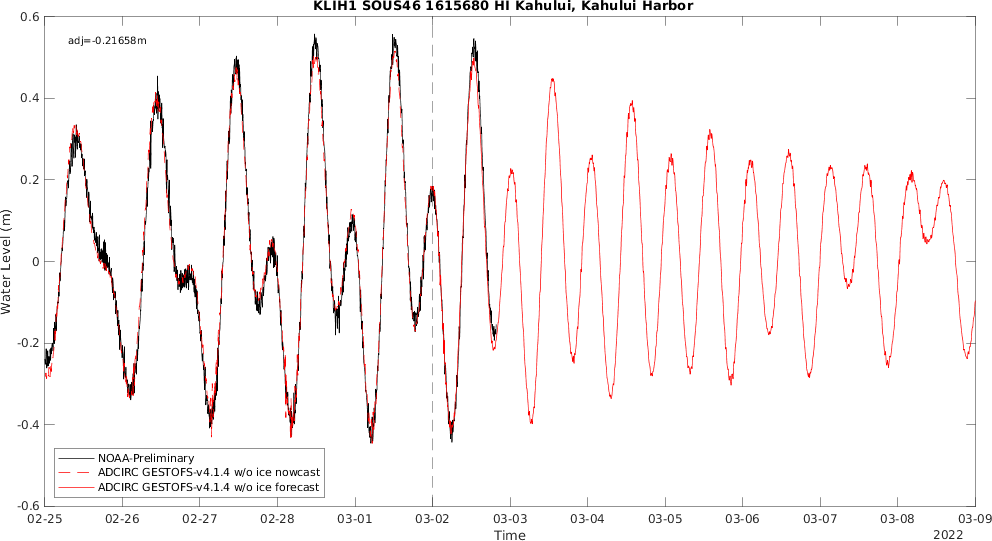 KLIH1 SOUS46 1615680 HI Kahului, Kahului Harbor
adj=-0.21658m
0.6
0.4
0.2
0
-0.2
-0.4
-0.6
Water Level (m)
NOAA-Preliminary
ADCIRC GESTOFS-v4.1.4 w/o ice nowcast
ADCIRC GESTOFS-v4.1.4 w/o ice forecast
02-25 02-26 02-27 02-28 03-01 03-02 03-03 03-04 03-05 03-06 03-07 03-08 03-09
Time
2022